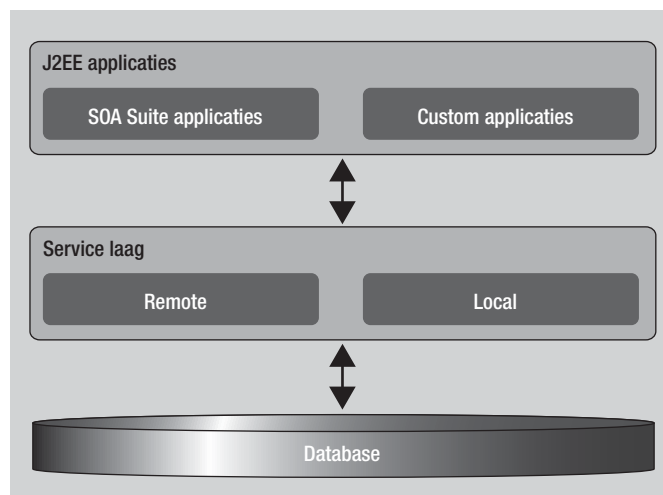 J2EE applicaties
SOA Suite applicaties
Custom applicaties
Service laag
Remote
Local
Database